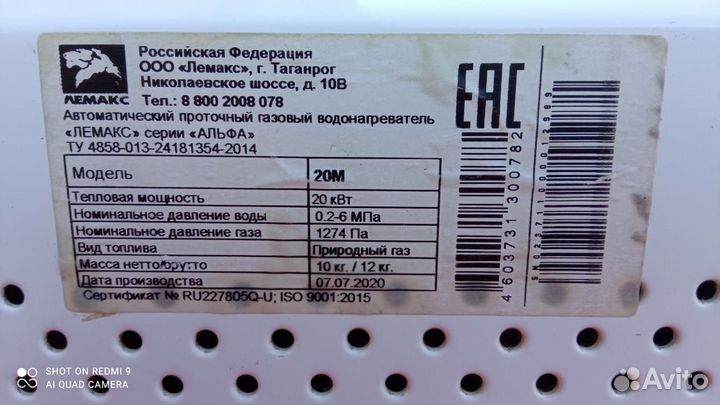 Российская Федерация
ООО «Лемакс», г. Таганрог
Николаевское шоссе, д. 10В
ЛЕМАКС Тел.: 8 800 2008 078
Автоматический проточный газовый водонагреватель
«ЛЕМАКС» серии «АЛЬФА»
ТУ 4858-013-24181354-2014
Модель 20М
Тепловая мощность 20 кВт
Номинальное давление воды 0.2-6 МПа
Номинальное давление газа 1274 Па
Вид топлива Природный газ
Масса нетто/брутто 10 кг. / 12 кг.
Дата производства 07.07.2020
Сертификат № RU227805Q-U; ISO 9001:2015
EAC
4 603731 300782
SHOT ON REDMI 9
AI QUAD CAMERA
Avito